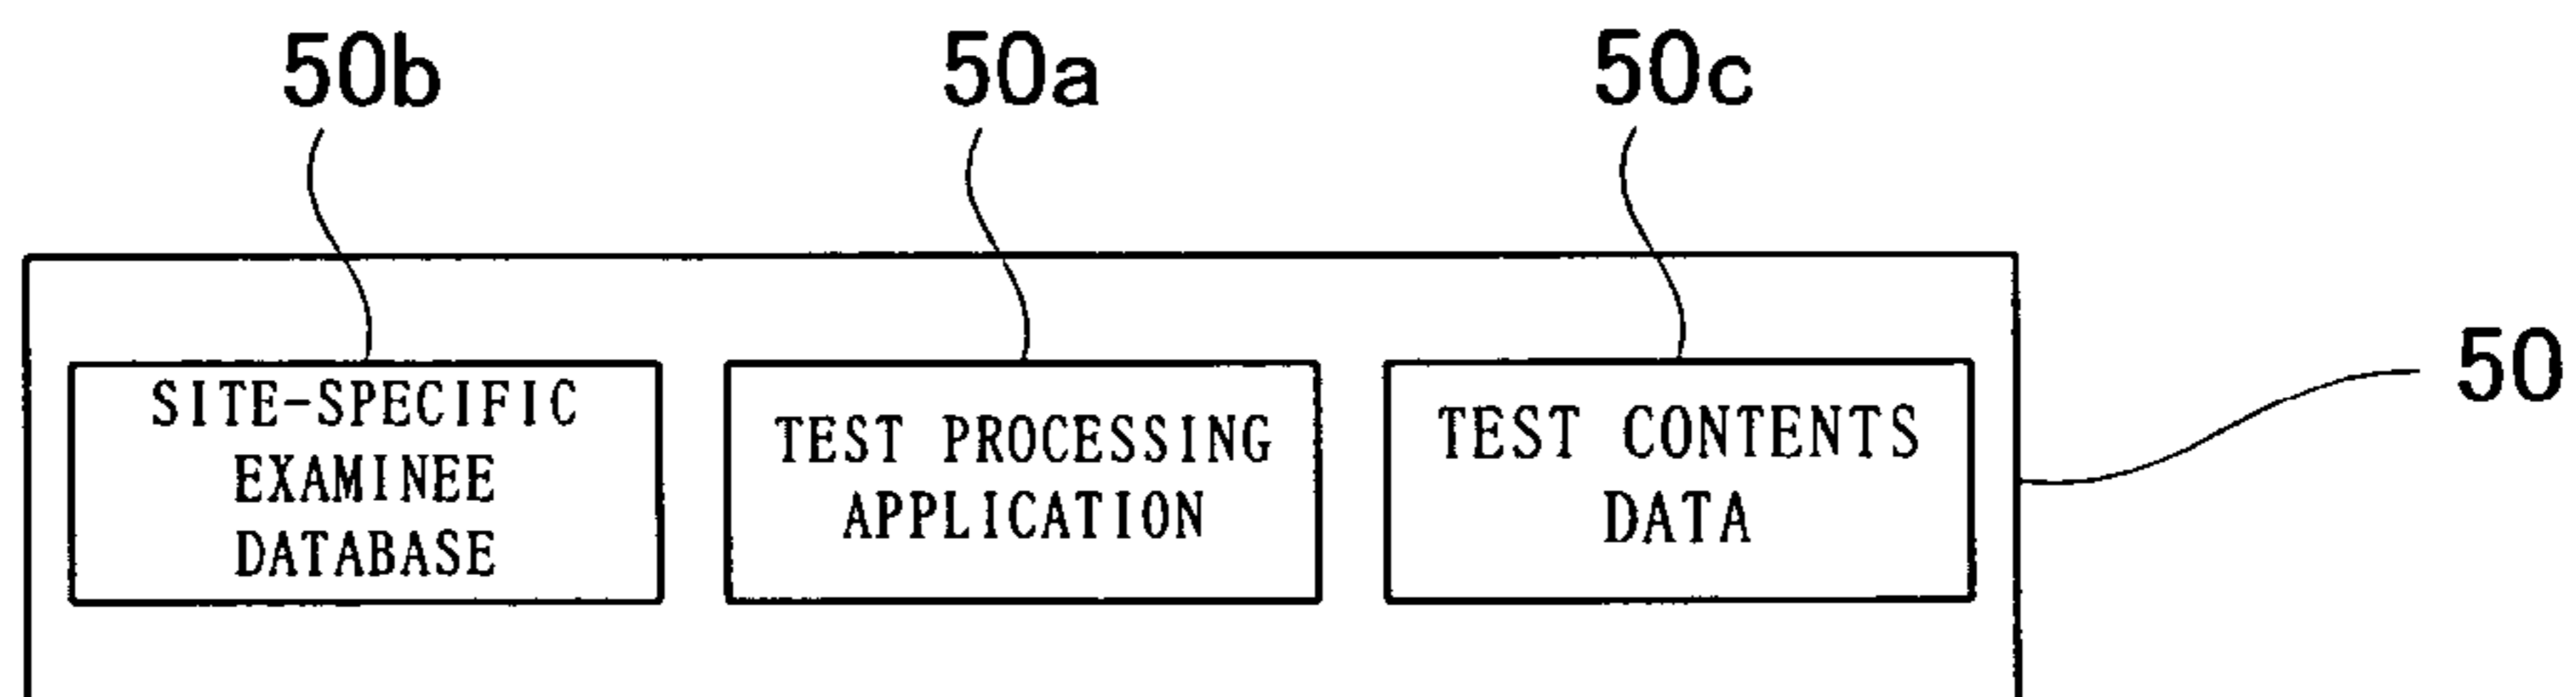 50b
50a
50c
50
SITE-SPECIFIC
EXAMINEE
DATABASE
TEST PROCESSING
APPLICATION
TEST CONTENTS
DATA